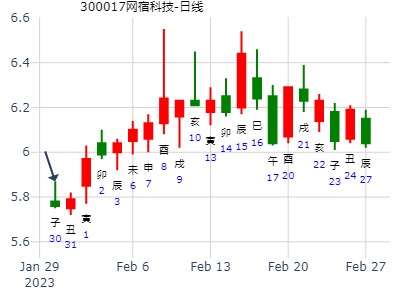 300017网宿科技-日线
6.6
6.4
6.2
6
5.8
5.6
子 30
丑 31
寅 1
卯 2
辰 3
未 6
申 7
酉 8
戌 9
亥 10
寅 13
卯 14
辰 15
巳 16
午 17
酉 20
戌 21
亥 22
子 23
丑 24
辰 27
Jan 29 Feb 6 Feb 13 Feb 20 Feb 27
2023